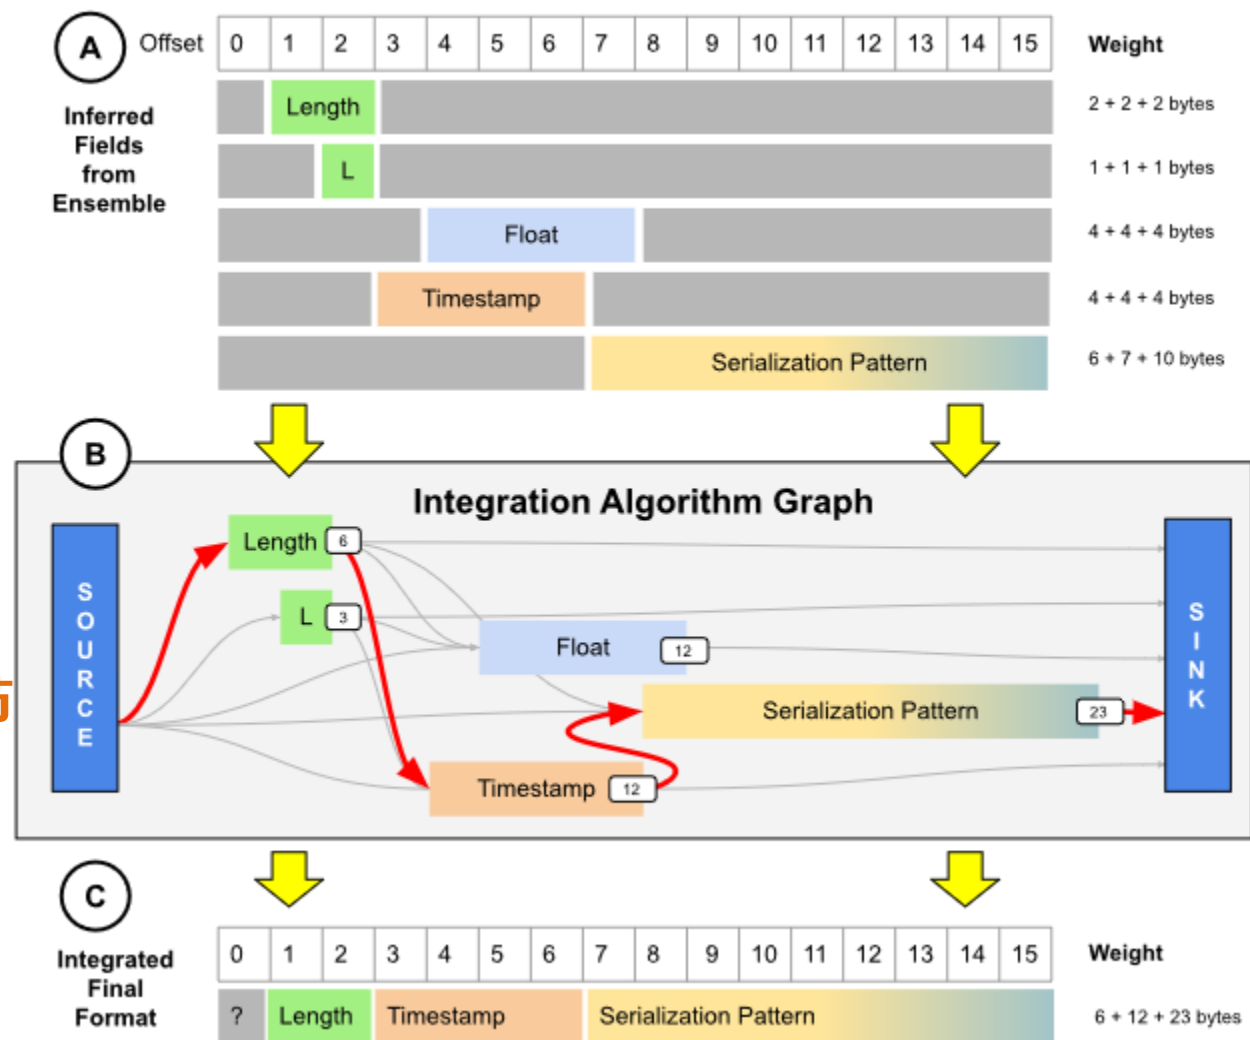 A
Offset 0 1 2 3 4 5 6 7 8 9 10 11 12 13 14 15 Weight
Inferred
Fields
from
Ensemble
Length 2 + 2 + 2 bytes
L 1 + 1 + 1 bytes
Float 4 + 4 + 4 bytes
Timestamp 4 + 4 + 4 bytes
Serialization Pattern 6 + 7 + 10 bytes
B
Integration Algorithm Graph
SOURCE
Length 6
L 3
Float 12
Serialization Pattern 23
Timestamp 12
SINK
C
Integrated
Final
Format
0 1 2 3 4 5 6 7 8 9 10 11 12 13 14 15 Weight
? Length Timestamp Serialization Pattern 6 + 12 + 23 bytes